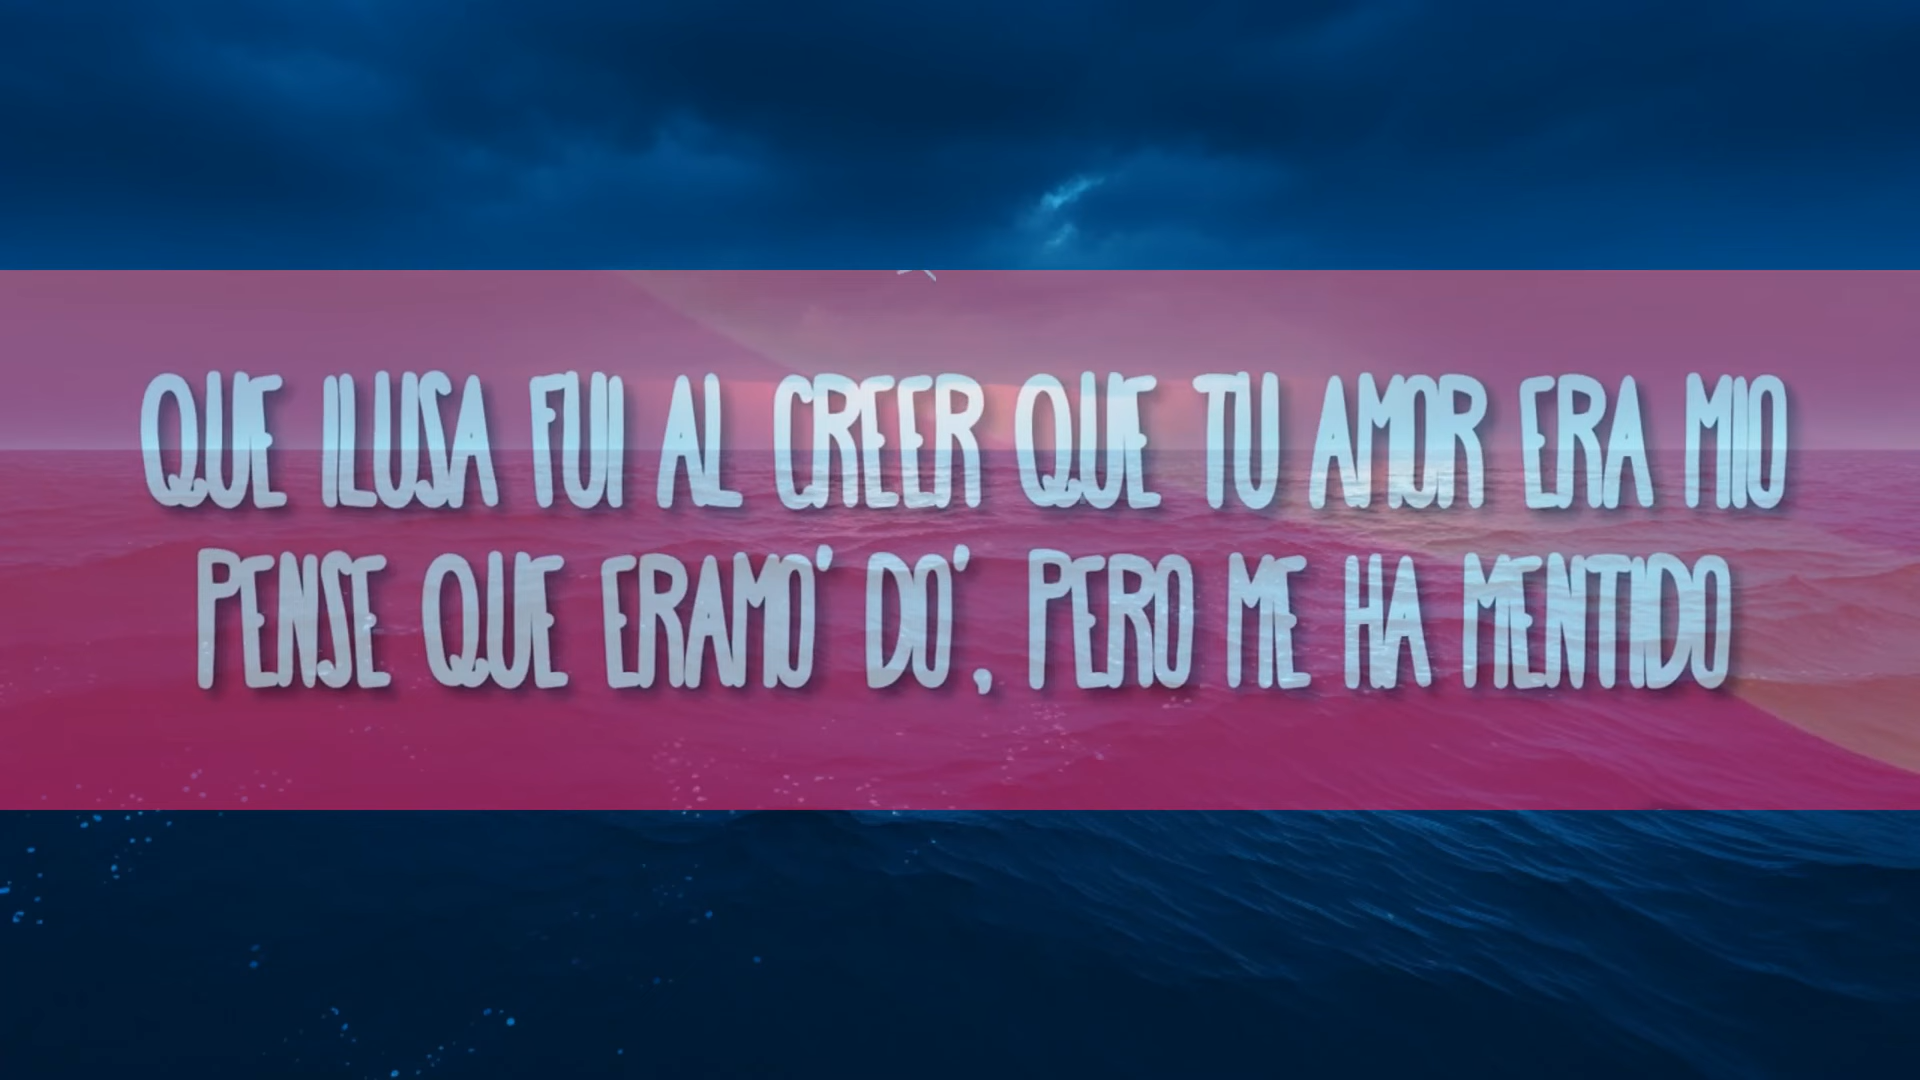 QUE ILUSA FUI AL CREER QUE TU AMOR ERA MIO
PENSE QUE ERAMO' DO', PERO ME HA MENTIDO